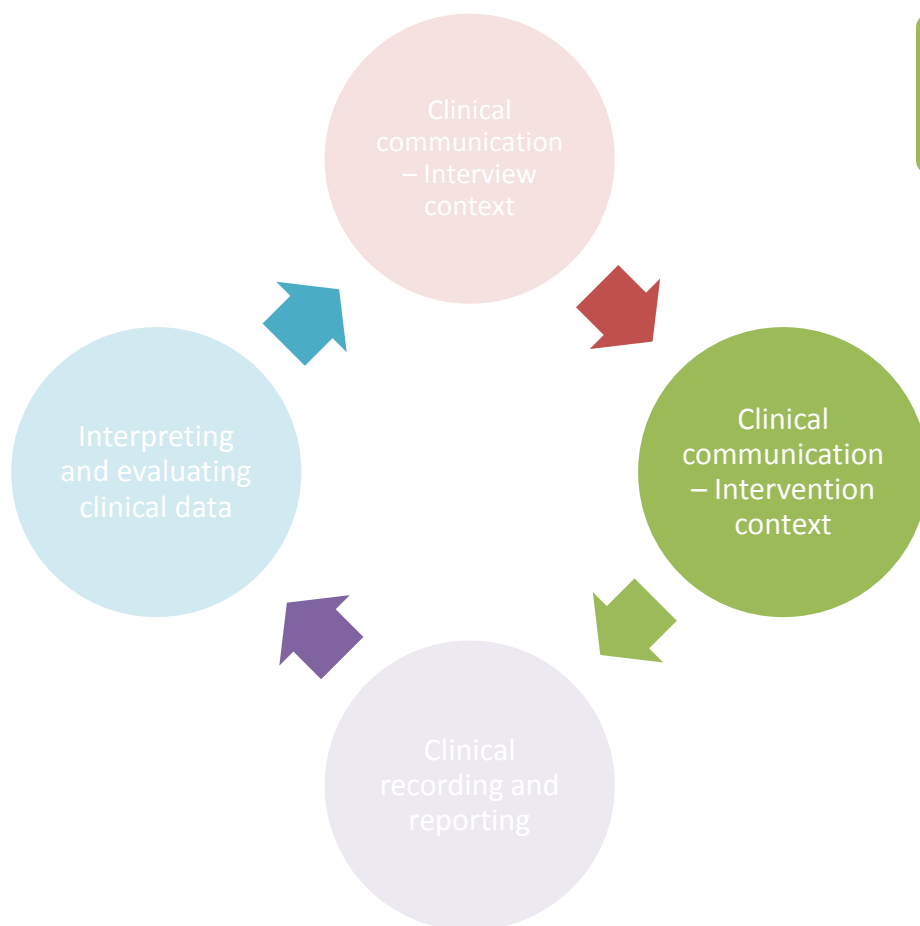 Clinical
communication
– Interview
context
Clinical
communication
– Intervention
context
Clinical
recording and
reporting
Interpreting
and evaluating
clinical data